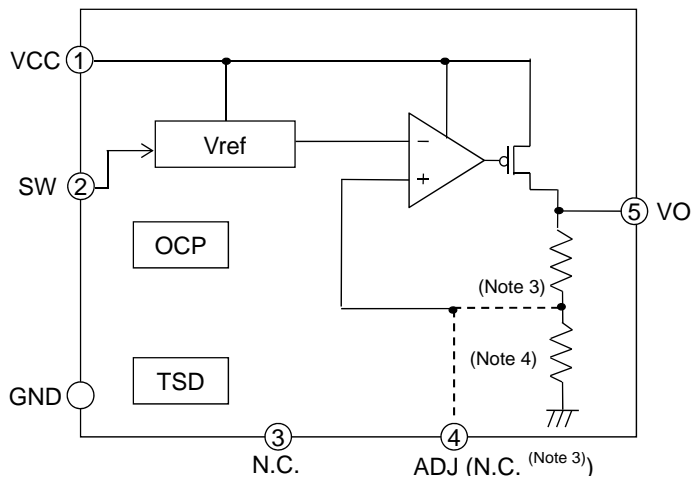 VCC 1
Vref
− 
+
SW 2
5 VO
OCP
(Note 3)
(Note 4)
TSD
GND
3
4
N.C.
ADJ (N.C. (Note 3))